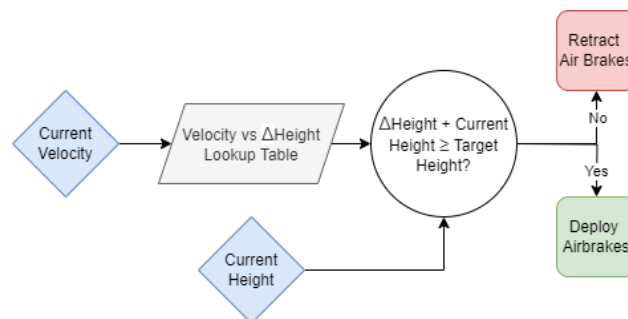 Retract
Air Brakes
No
Current
Velocity
Velocity vs ΔHeight
Lookup Table
ΔHeight + Current
Height ≥ Target
Height?
Yes
Deploy
Airbrakes
Current
Height